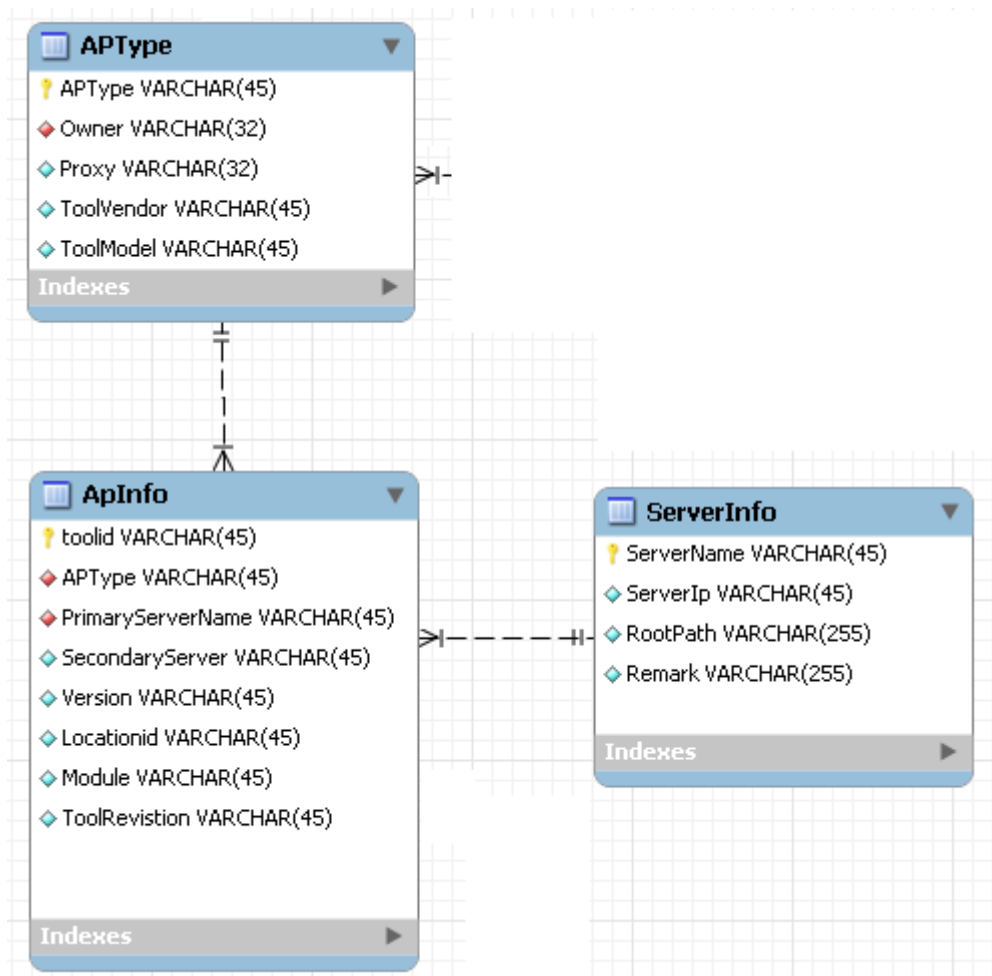 APType
APType VARCHAR(45)
Owner VARCHAR(32)
Proxy VARCHAR(32)
ToolVendor VARCHAR(45)
ToolModel VARCHAR(45)
Indexes
ApInfo
toolid VARCHAR(45)
APType VARCHAR(45)
PrimaryServerName VARCHAR(45)
SecondaryServer VARCHAR(45)
Version VARCHAR(45)
Locationid VARCHAR(45)
Module VARCHAR(45)
ToolRevistion VARCHAR(45)
Indexes
ServerInfo
ServerName VARCHAR(45)
ServerIp VARCHAR(45)
RootPath VARCHAR(255)
Remark VARCHAR(255)
Indexes